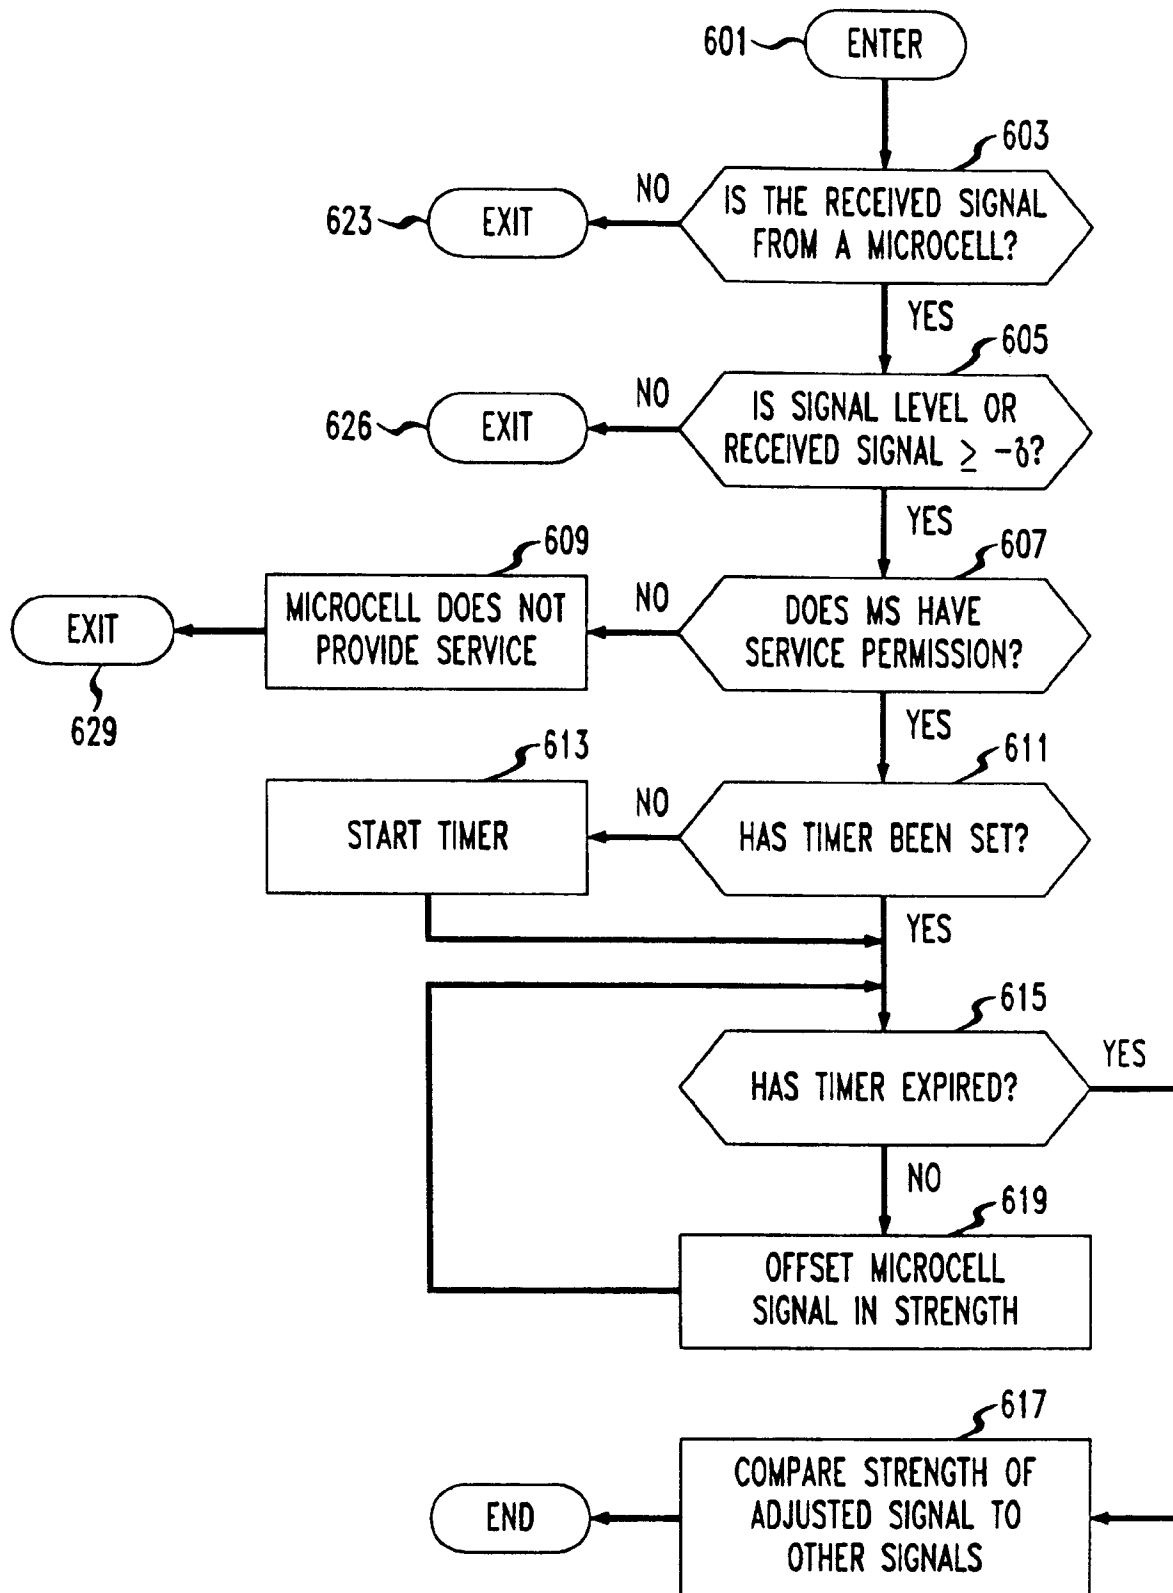 601
ENTER
603
NO
IS THE RECEIVED SIGNAL
FROM A MICROCELL?
623
EXIT
YES
605
NO
IS SIGNAL LEVEL OR
RECEIVED SIGNAL ≥ -δ?
626
EXIT
YES
609
607
MICROCELL DOES NOT
PROVIDE SERVICE
NO
DOES MS HAVE
SERVICE PERMISSION?
EXIT
629
YES
613
611
START TIMER
NO
HAS TIMER BEEN SET?
YES
615
HAS TIMER EXPIRED?
YES
NO
619
OFFSET MICROCELL
SIGNAL IN STRENGTH
617
COMPARE STRENGTH OF
ADJUSTED SIGNAL TO
OTHER SIGNALS
END